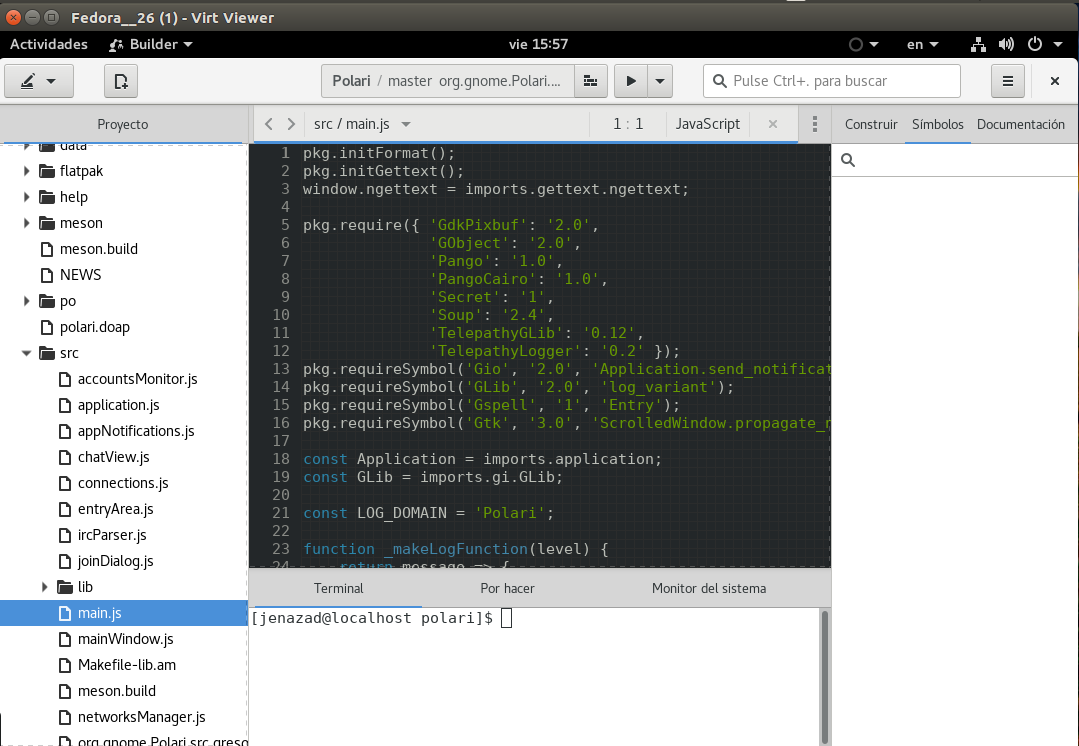 Fedora__26 (1) - Virt Viewer
Actividades Builder vie 15:57 en
Polari / master org.gnome.Polari.... Pulse Ctrl+. para buscar
Proyecto
data
flatpak
help
meson
meson.build
NEWS
po
polari.doap
src
accountsMonitor.js
application.js
appNotifications.js
chatView.js
connections.js
entryArea.js
ircParser.js
joinDialog.js
lib
main.js
mainWindow.js
Makefile-lib.am
meson.build
networksManager.js
org.gnome.Polari.src.greso
src / main.js 1 : 1 JavaScript
1 pkg.initFormat();
2 pkg.initGettext();
3 window.ngettext = imports.gettext.ngettext;
4
5 pkg.require({ 'GdkPixbuf': '2.0',
6 'GObject': '2.0',
7 'Pango': '1.0',
8 'PangoCairo': '1.0',
9 'Secret': '1',
10 'Soup': '2.4',
11 'TelepathyGLib': '0.12',
12 'TelepathyLogger': '0.2' });
13 pkg.requireSymbol('Gio', '2.0', 'Application.send_notificat
14 pkg.requireSymbol('GLib', '2.0', 'log_variant');
15 pkg.requireSymbol('Gspell', '1', 'Entry');
16 pkg.requireSymbol('Gtk', '3.0', 'ScrolledWindow.propagate_n
17
18 const Application = imports.application;
19 const GLib = imports.gi.GLib;
20
21 const LOG_DOMAIN = 'Polari';
22
23 function _makeLogFunction(level) {
24 return message => {
Terminal Por hacer Monitor del sistema
[jenazad@localhost polari]$
Construir Símbolos Documentación